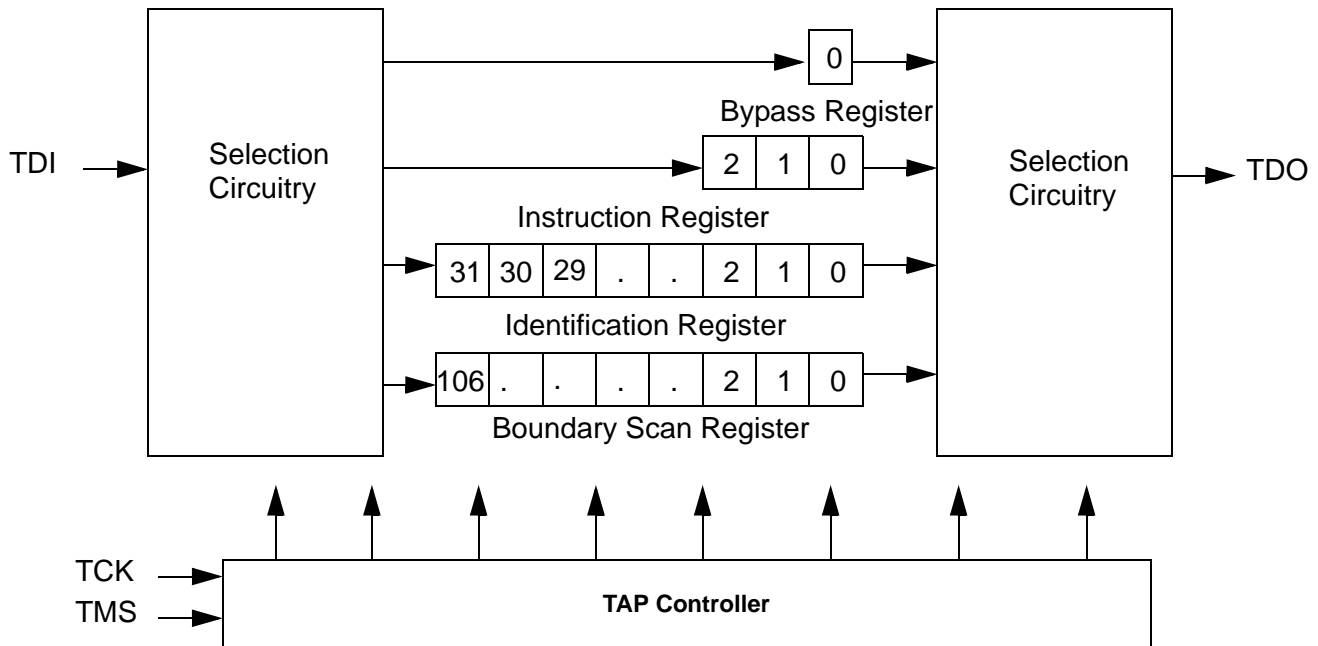 0
Bypass Register
TDI
Selection
Circuitry
2 1 0
Selection
Circuitry
TDO
Instruction Register
31 30 29 . . 2 1 0
Identification Register
106 . . . . 2 1 0
Boundary Scan Register
TCK
TMS
TAP Controller